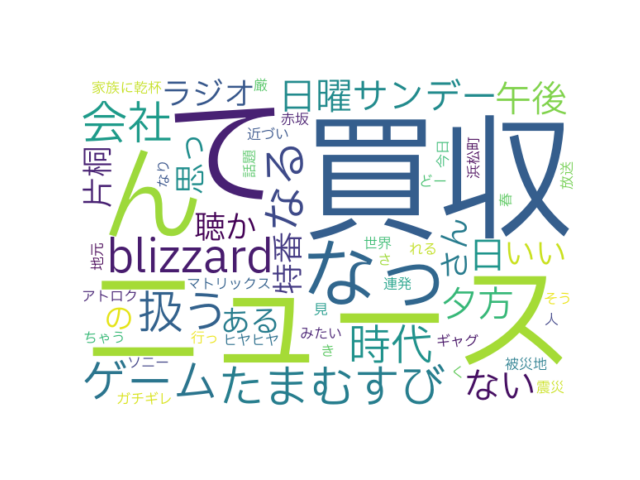 家族に乾杯
厳
ラジオ
日曜サンデー
午後
会社
て
買収
赤坂
近づい
片桐
なり
思っ
話題
なる
今日
浜松町
ど一
春
放送
ん
聴か
特番
なっ
さん
日
いい
地元
blizzard
世界
れる
さ
ニュース
アトロク
マトリックス
連発
の
扱う
ある
見
夕方
そう
ちゃう
行っ
ヒヤヒヤ
みたい
時代
ギャグ
人
ソニー
き
く
被災地
ゲーム
たまむすび
ない
ガチギレ
震災